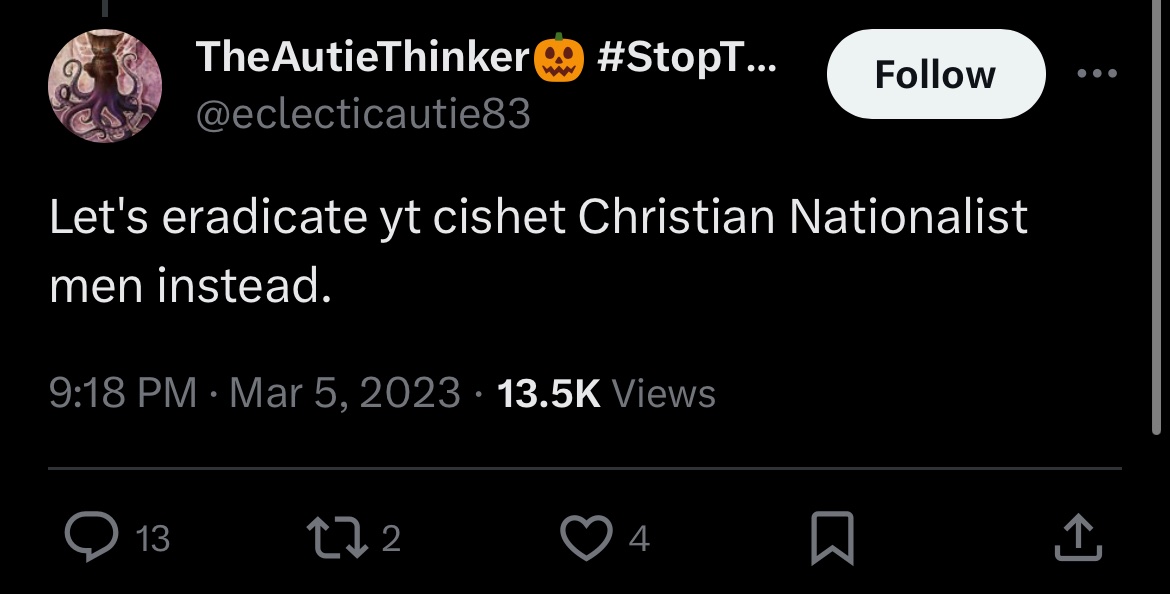 TheAutieThinker🎃 #StopT...
Follow
@eclecticautie83
Let's eradicate yt cishet Christian Nationalist
men instead.
9:18 PM · Mar 5, 2023 · 13.5K Views
13 2 4